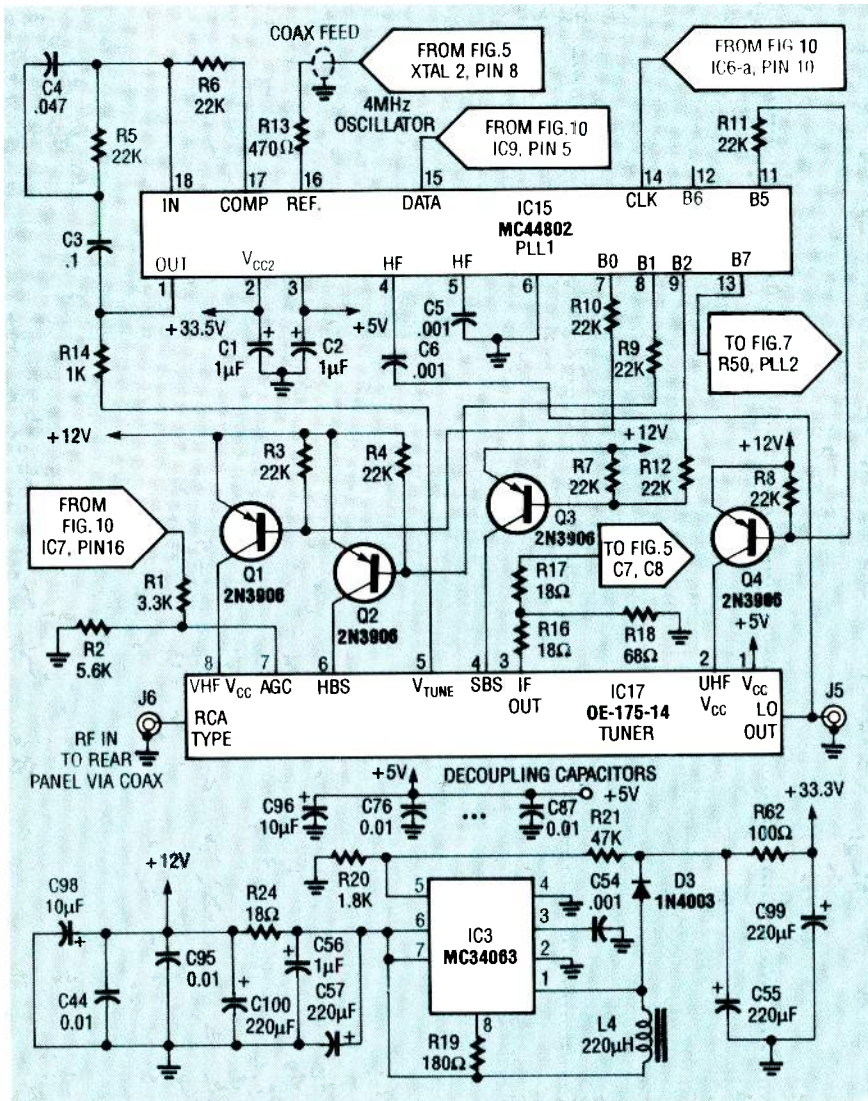 COAX FEED
FROM FIG.5
XTAL 2, PIN 8
FROM FIG 10
IC6-a, PIN 10
C4
.047
R6
22K
4MHz
OSCILLATOR
R13
470Ω
FROM FIG.10
IC9, PIN 5
R11
22K
R5
22K
18 17 16 15 14 12 11
IN COMP REF. DATA IC15 CLK B6 B5
MC44802
PLL1
C3
.1
OUT VCC2 HF HF B0 B1 B2 B7
1 2 3 4 5 6 7 8 9 13
+33.5V
+5V
C5
.001
R10
22K
R14
1K
C1
1µF
C2
1µF
C6
.001
R9
22K
TO FIG.7
R50, PLL2
+12V
R3
22K
R4
22K
+12V
R7
22K
R12
22K
+12V
R8
22K
FROM
FIG.10
IC7, PIN16
Q3
2N3906
TO FIG.5
C7, C8
R1
3.3K
Q1
2N3906
Q2
2N3906
R17
18Ω
Q4
2N3906
R2
5.6K
R16
18Ω
R18
68Ω
+5V
8 7 6 5 4 3 2 1
VHF VCC AGC HBS VTUNE SBS IF OUT IC17 UHF VCC VCC
J6
RCA
TYPE
OE-175-14
TUNER
LO
OUT
J5
RF IN
TO REAR
PANEL VIA COAX
+5V
DECOUPLING CAPACITORS
+5V
C96
10µF
C76
0.01
...
C87
0.01
+33.3V
R21
47K
R62
100Ω
+12V
R20
1.8K
C54
.001
D3
1N4003
C98
10µF
R24
18Ω
5 4
6 3
7 2
1
8
IC3
MC34063
C99
220µF
C95
0.01
C56
1µF
C57
220µF
C44
0.01
C100
220µF
R19
180Ω
L4
220µH
C55
220µF